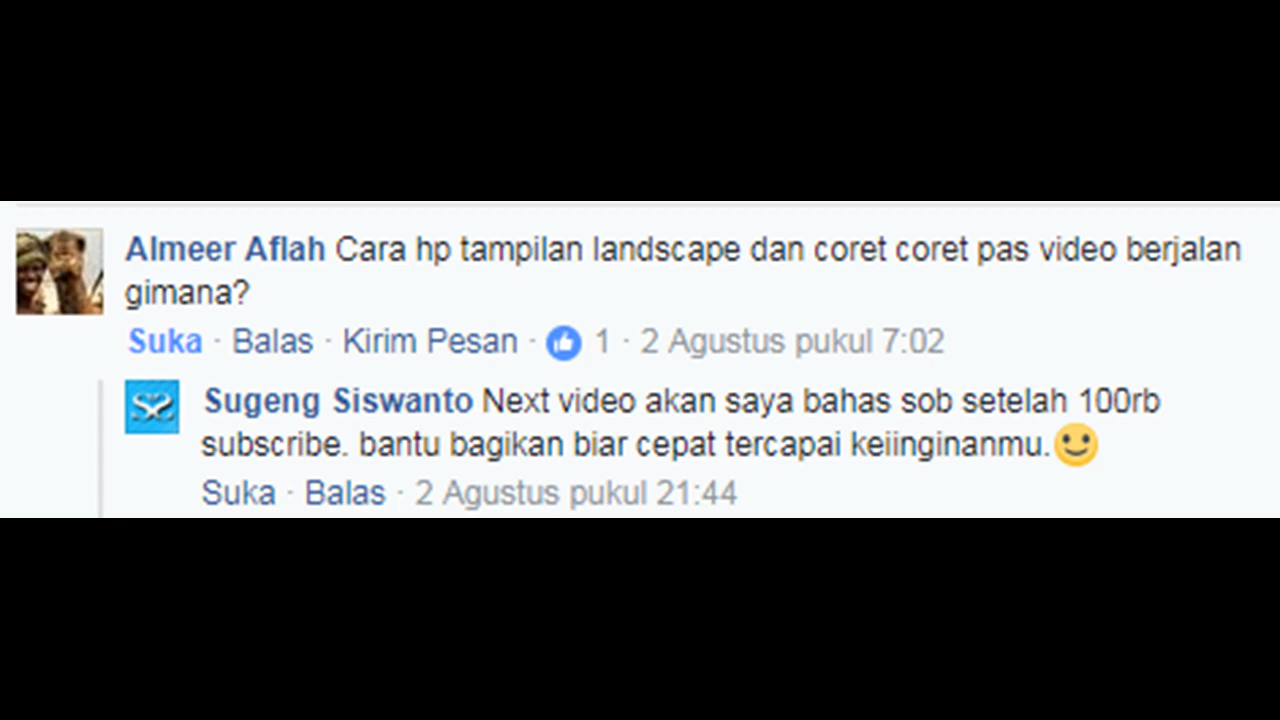 Almeer Aflah Cara hp tampilan landscape dan coret coret pas video berjalan
gimana?
Suka · Balas · Kirim Pesan · 1 · 2 Agustus pukul 7:02
Sugeng Siswanto Next video akan saya bahas sob setelah 100rb
subscribe. bantu bagikan biar cepat tercapai keiinginanmu.
Suka · Balas · 2 Agustus pukul 21:44